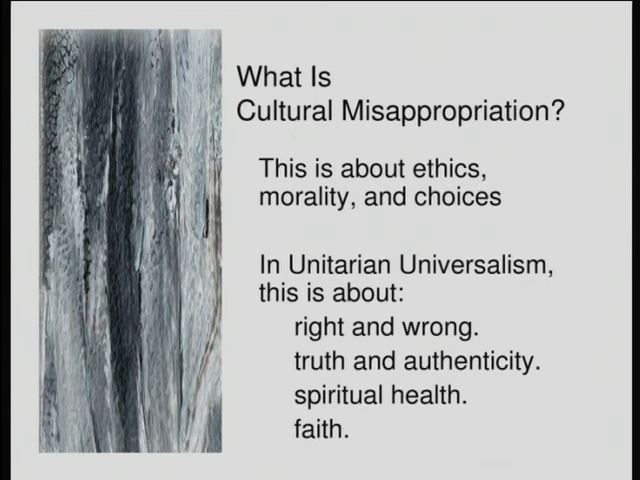 What Is
Cultural Misappropriation?
This is about ethics,
morality, and choices
In Unitarian Universalism,
this is about:
right and wrong.
truth and authenticity.
spiritual health.
faith.